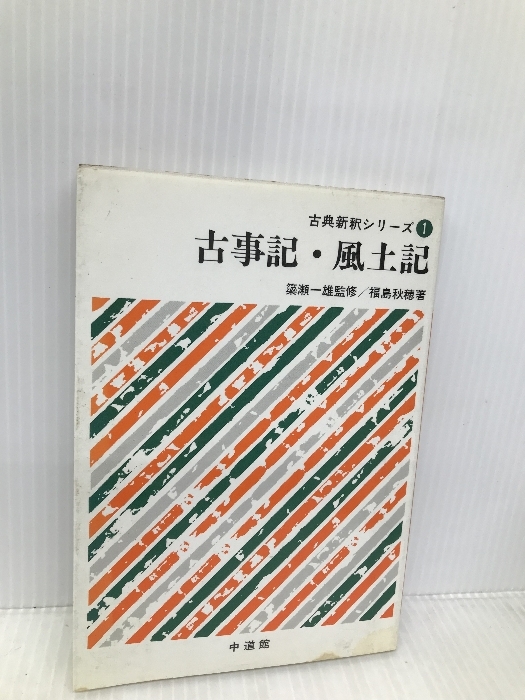 古典新釈シリーズ1
古事記・風土記
簗瀬一雄監修/福島秋穂著
中道館